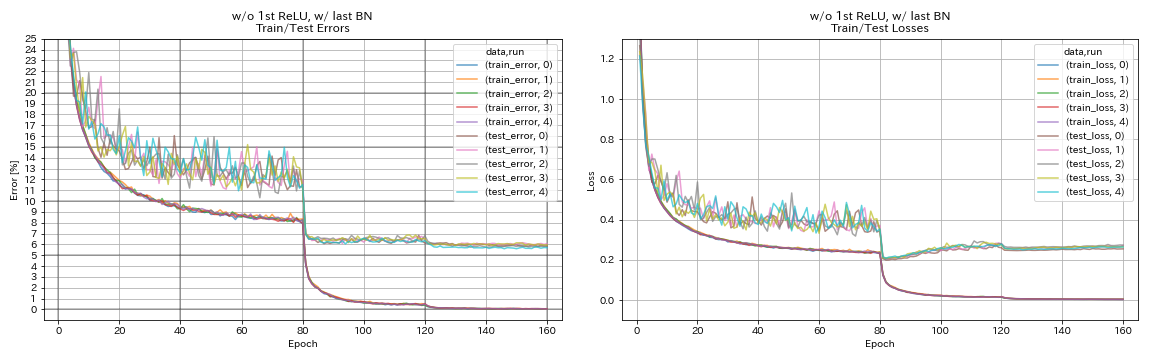 w/o 1st ReLU, w/ last BN
Train/Test Errors
25
24
23
22
21
20
19
18
17
16
15
14
13
12
11
10
9
8
7
6
5
4
3
2
1
0
Error [%]
0 20 40 60 80 100 120 140 160
Epoch
data,run
(train_error, 0)
(train_error, 1)
(train_error, 2)
(train_error, 3)
(train_error, 4)
(test_error, 0)
(test_error, 1)
(test_error, 2)
(test_error, 3)
(test_error, 4)
w/o 1st ReLU, w/ last BN
Train/Test Losses
1.2
1.0
0.8
0.6
0.4
0.2
0.0
Loss
0 20 40 60 80 100 120 140 160
Epoch
data,run
(train_loss, 0)
(train_loss, 1)
(train_loss, 2)
(train_loss, 3)
(train_loss, 4)
(test_loss, 0)
(test_loss, 1)
(test_loss, 2)
(test_loss, 3)
(test_loss, 4)